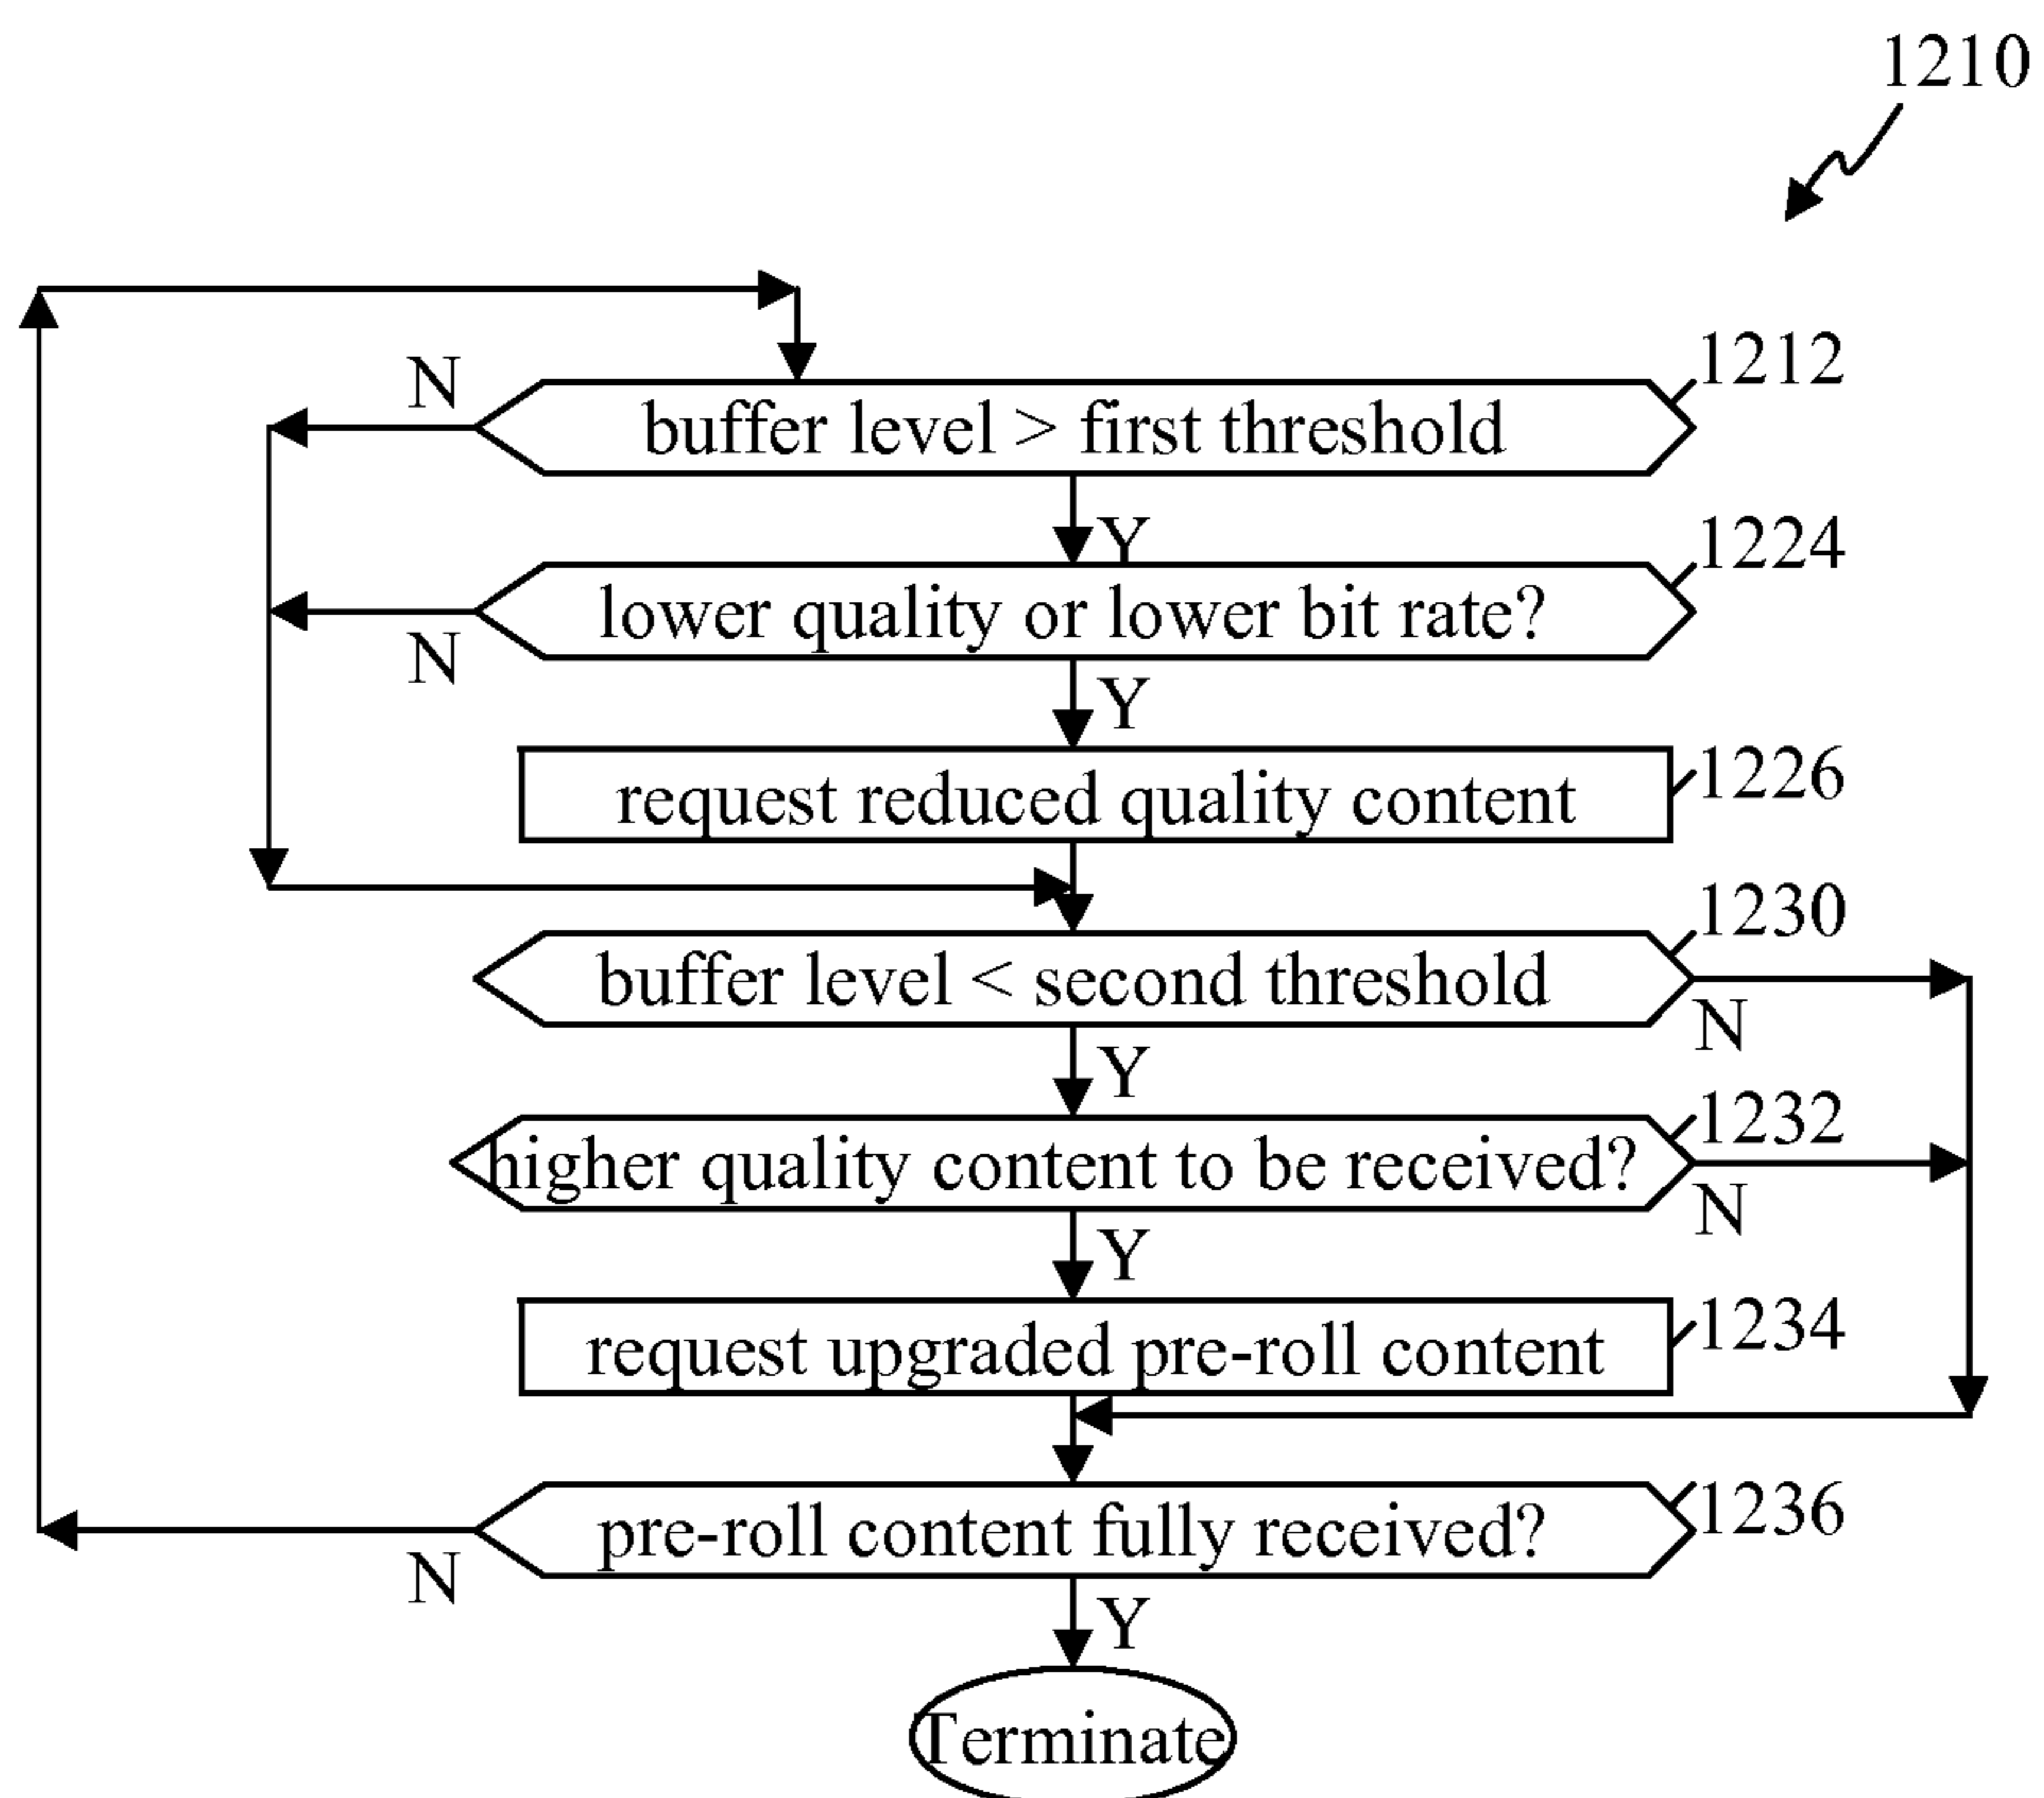 1210
1212
N
buffer level > first threshold
Y
1224
lower quality or lower bit rate?
N
Y
1226
request reduced quality content
1230
buffer level < second threshold
N
Y
1232
higher quality content to be received?
N
Y
1234
request upgraded pre-roll content
1236
pre-roll content fully received?
N
Y
Terminate